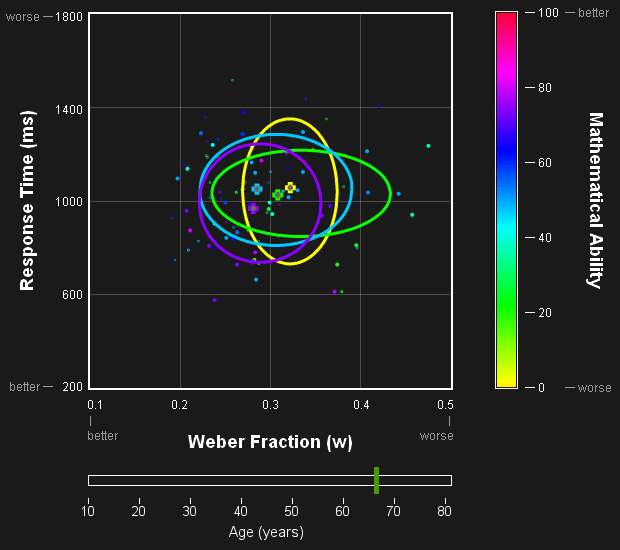 worse
1800
1400
1000
600
better
200
Response Time (ms)
0.1 0.2 0.3 0.4 0.5
better
worse
Weber Fraction (w)
10 20 30 40 50 60 70 80
Age (years)
100
better
80
60
40
20
0
worse
Mathematical Ability